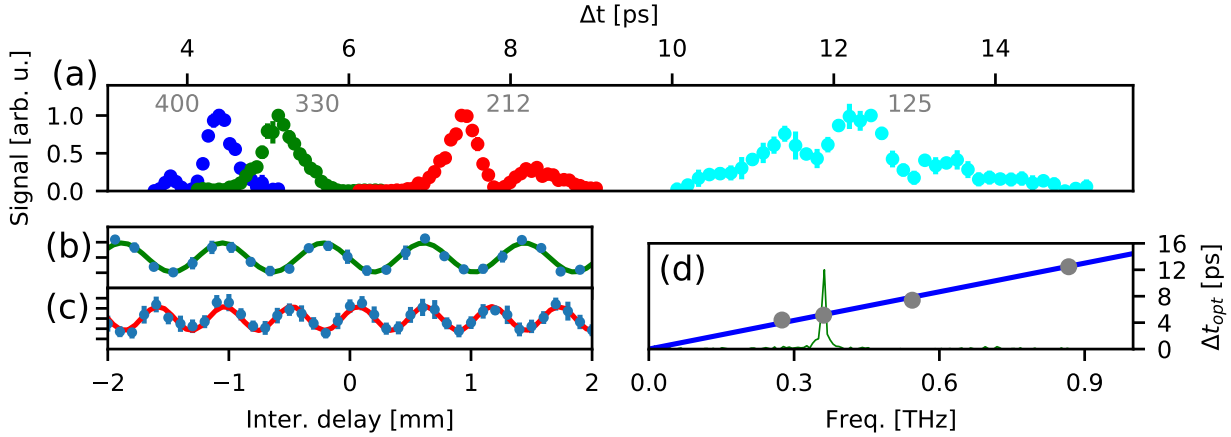 Δt [ps]
4 6 8 10 12 14
(a)
400 330 212 125
Signal [arb. u.]
1.0
0.5
0.0
(b)
(c)
−2 −1 0 1 2
Inter. delay [mm]
(d)
16
12
8
4
0
Δt_opt [ps]
0.0 0.3 0.6 0.9
Freq. [THz]